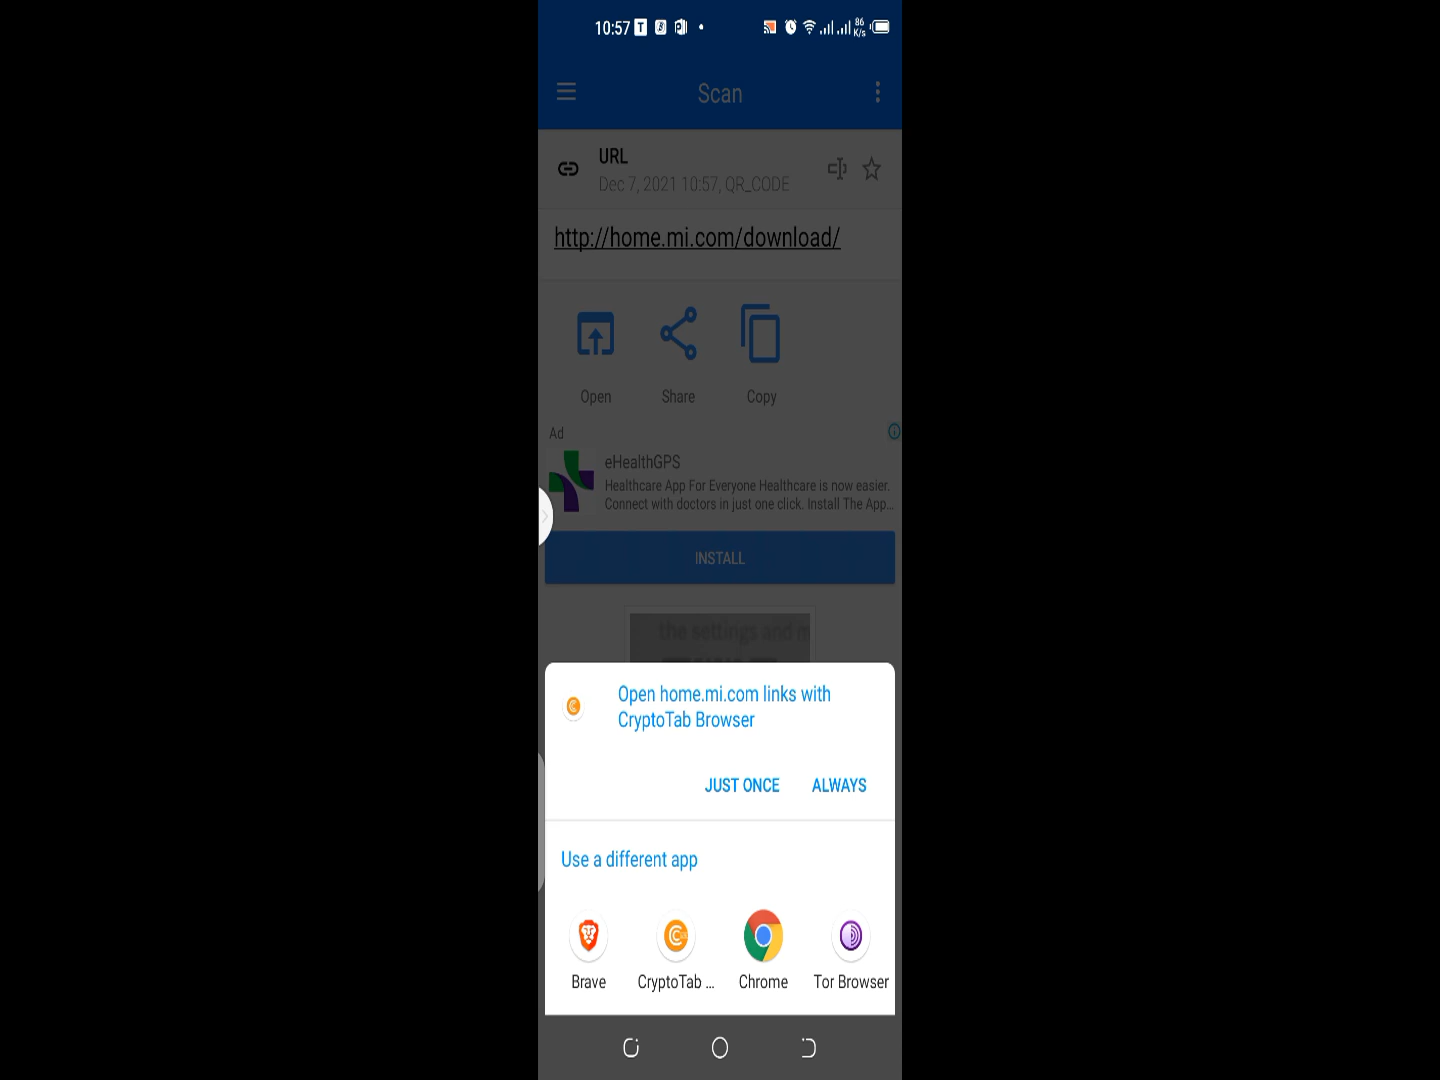 10:57
86
K/s
Scan
URL
Dec 7, 2021 10:57, QR_CODE
http://home.mi.com/download/
Open Share Copy
Ad
eHealthGPS
Healthcare App For Everyone Healthcare is now easier.
Connect with doctors in just one click. Install The App...
INSTALL
the settings and m
Open home.mi.com links with
CryptoTab Browser
JUST ONCE ALWAYS
Use a different app
Brave CryptoTab ... Chrome Tor Browser